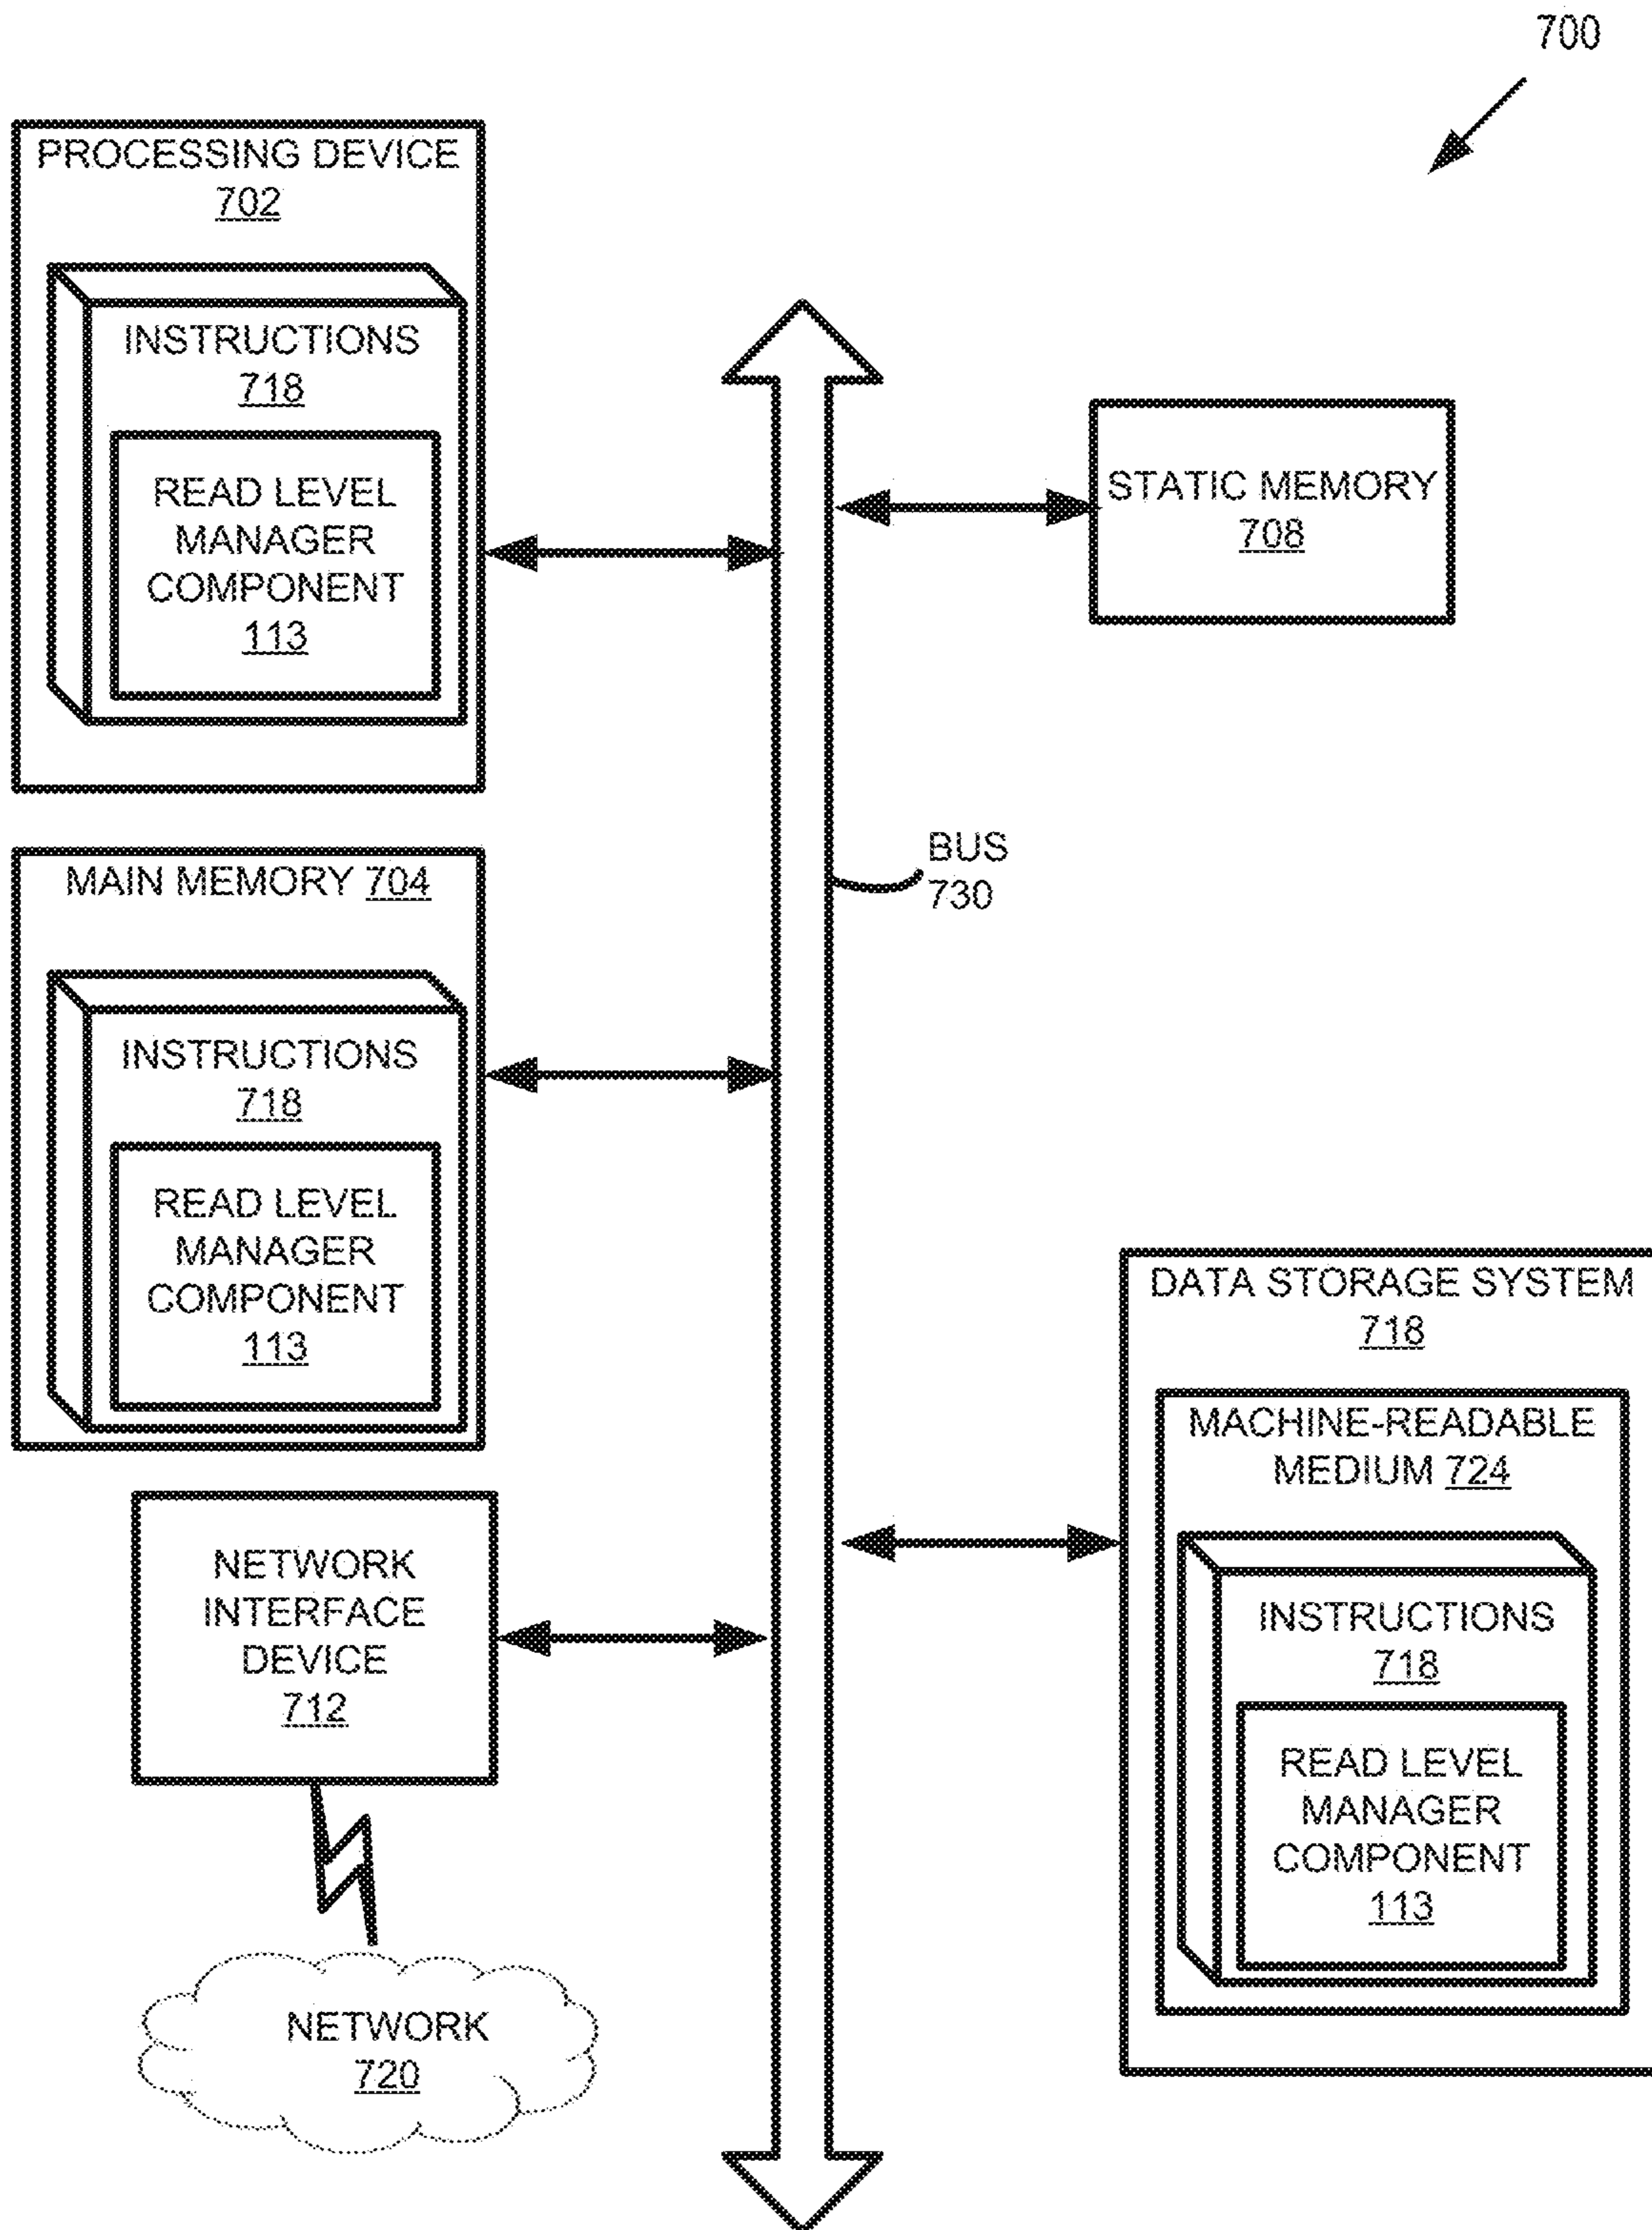 700
PROCESSING DEVICE
702
INSTRUCTIONS
718
READ LEVEL
MANAGER
COMPONENT
113
STATIC MEMORY
708
BUS
730
MAIN MEMORY 704
INSTRUCTIONS
718
READ LEVEL
MANAGER
COMPONENT
113
DATA STORAGE SYSTEM
718
MACHINE-READABLE
MEDIUM 724
INSTRUCTIONS
718
READ LEVEL
MANAGER
COMPONENT
113
NETWORK
INTERFACE
DEVICE
712
NETWORK
720